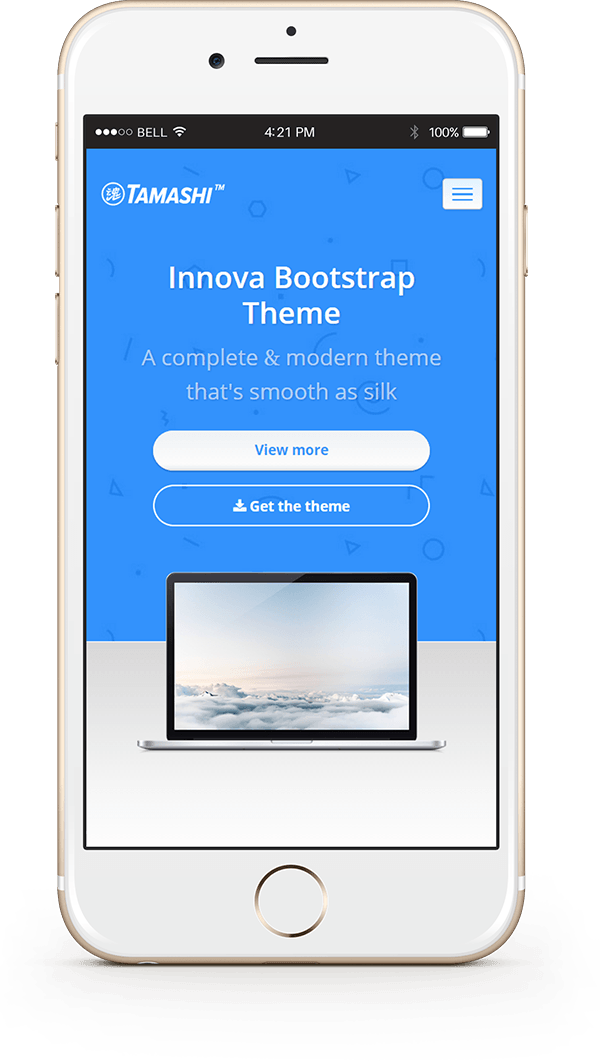 BELL 4:21 PM 100%
TAMASHI™
Innova Bootstrap
Theme
A complete & modern theme
that's smooth as silk
View more
Get the theme